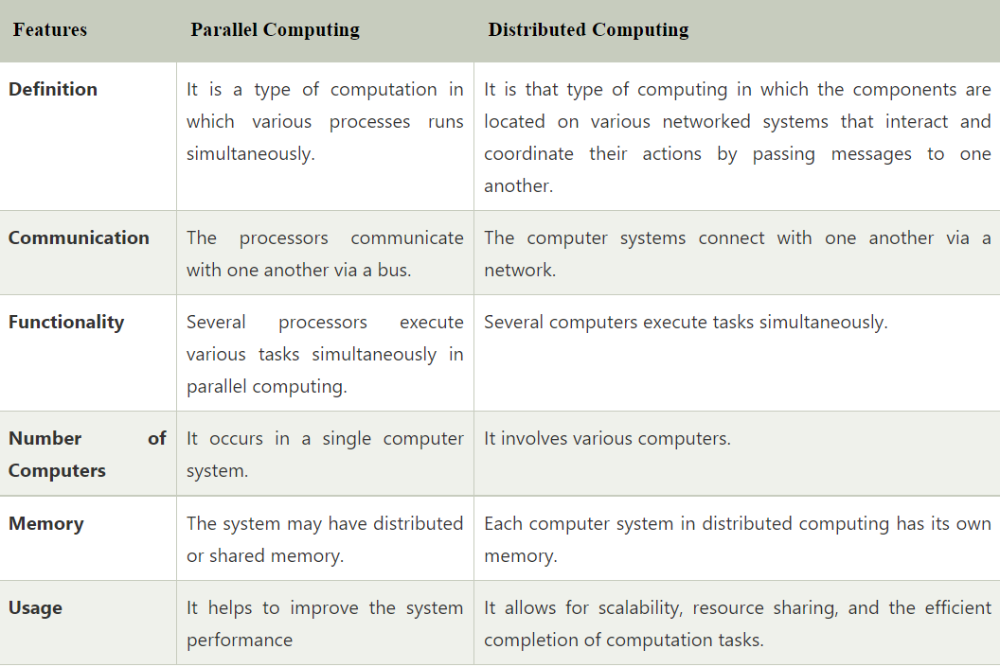 Features Parallel Computing Distributed Computing
Definition
It is a type of computation in
which various processes runs
simultaneously.
It is that type of computing in which the components are
located on various networked systems that interact and
coordinate their actions by passing messages to one
another.
Communication
The processors communicate
with one another via a bus.
The computer systems connect with one another via a
network.
Functionality
Several processors execute
various tasks simultaneously in
parallel computing.
Several computers execute tasks simultaneously.
Number of
Computers
It occurs in a single computer
system.
It involves various computers.
Memory
The system may have distributed
or shared memory.
Each computer system in distributed computing has its own
memory.
Usage
It helps to improve the system
performance
It allows for scalability, resource sharing, and the efficient
completion of computation tasks.